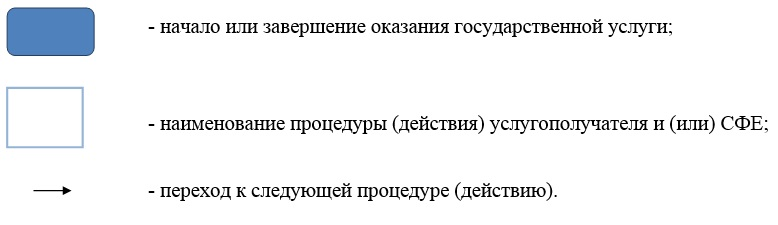 - начало или завершение оказания государственной услуги;
- наименование процедуры (действия) услугополучателя и (или) СФЕ;
- переход к следующей процедуре (действию).